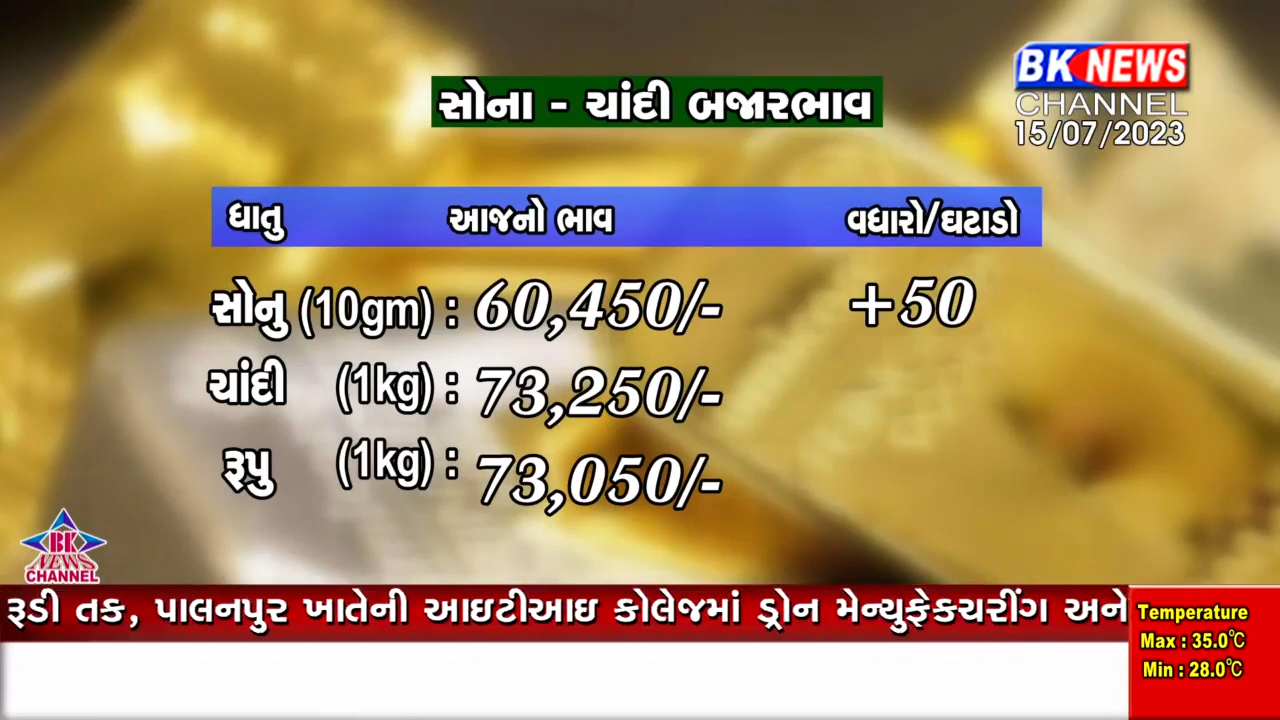 BK NEWS
CHANNEL
15/07/2023
સોના - ચાંદી બજારભાવ
ધાતુ આજનો ભાવ વધારો/ઘટાડો
સોનુ (10gm) : 60,450/- +50
ચાંદી (1kg) : 73,250/-
રૂપુ (1kg) : 73,050/-
BK
NEWS
CHANNEL
રૂડી તક, પાલનપુર ખાતેની આઇટીઆઇ કોલેજમાં ડ્રોન મેન્યુફેકચરીંગ અને
Temperature
Max : 35.0℃
Min : 28.0℃